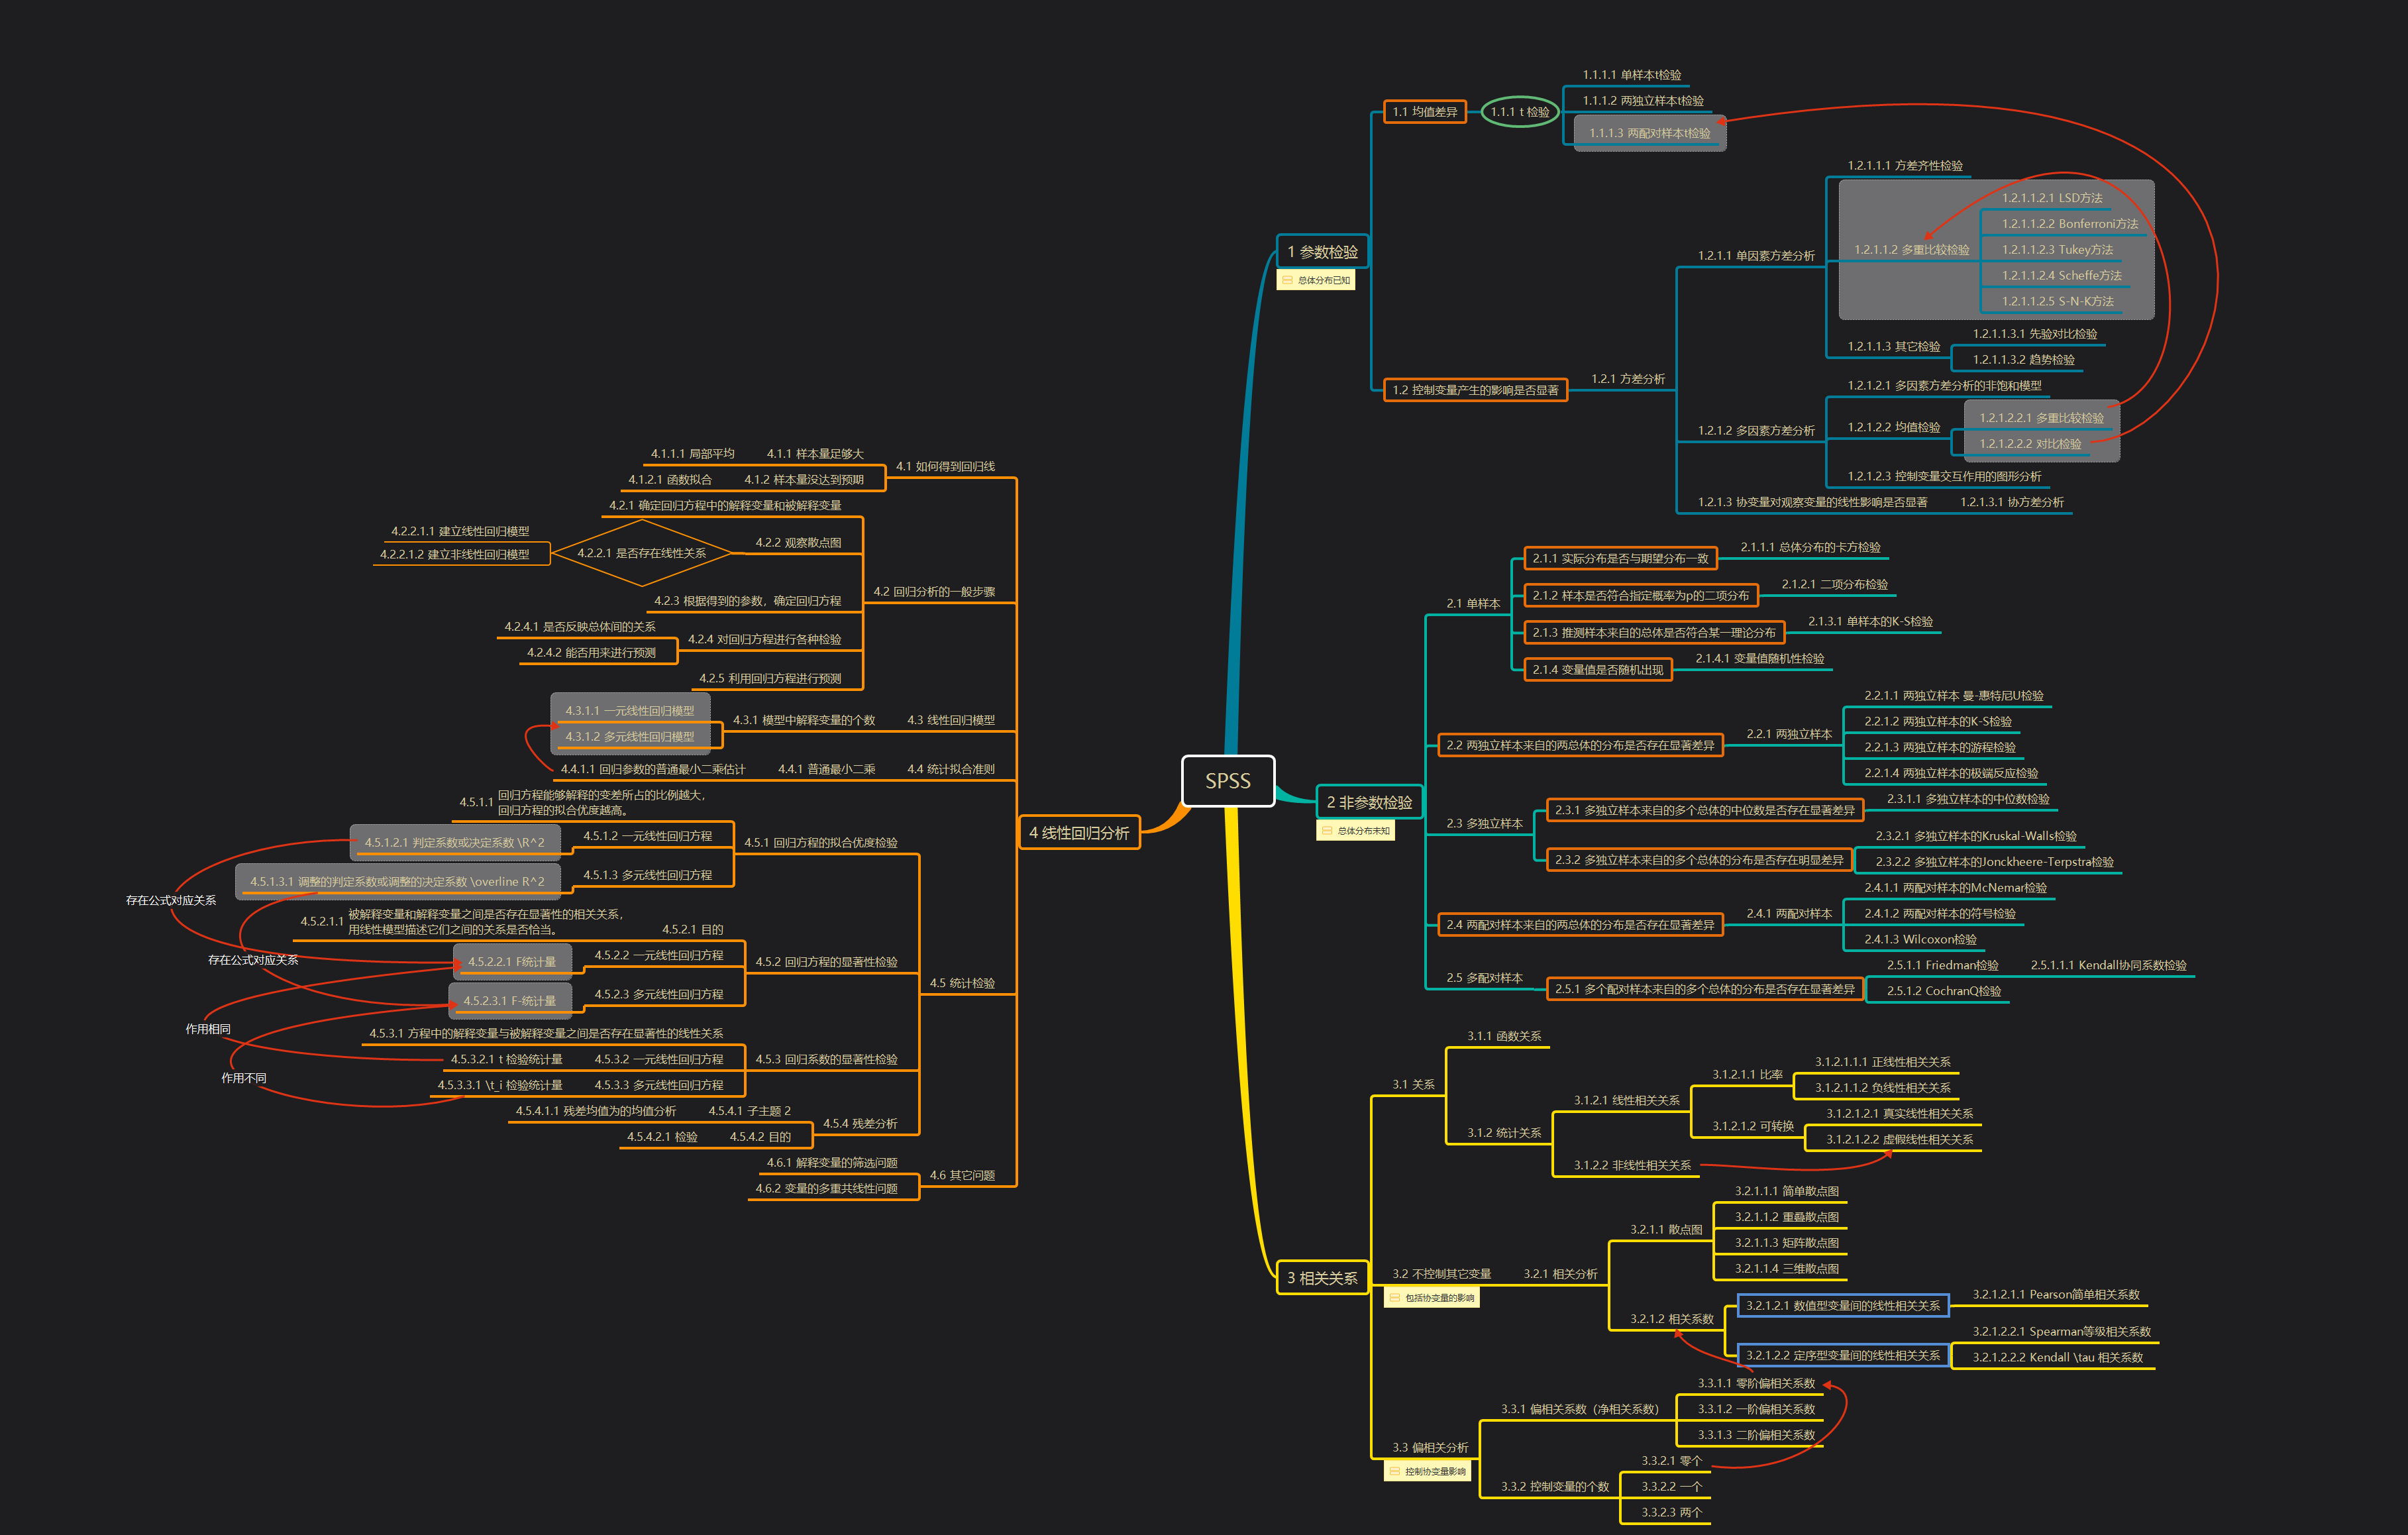 SPSS
1 参数检验
总体分布已知
1.1 均值差异
1.1.1 t 检验
1.1.1.1 单样本t检验
1.1.1.2 两独立样本t检验
1.1.1.3 两配对样本t检验
1.2 控制变量产生的影响是否显著
1.2.1 方差分析
1.2.1.1 单因素方差分析
1.2.1.1.1 方差齐性检验
1.2.1.1.2 多重比较检验
1.2.1.1.2.1 LSD方法
1.2.1.1.2.2 Bonferroni方法
1.2.1.1.2.3 Tukey方法
1.2.1.1.2.4 Scheffe方法
1.2.1.1.2.5 S-N-K方法
1.2.1.1.3 其它检验
1.2.1.1.3.1 先验对比检验
1.2.1.1.3.2 趋势检验
1.2.1.2 多因素方差分析
1.2.1.2.1 多因素方差分析的非饱和模型
1.2.1.2.2 均值检验
1.2.1.2.2.1 多重比较检验
1.2.1.2.2.2 对比检验
1.2.1.2.3 控制变量交互作用的图形分析
1.2.1.3 协变量对观察变量的线性影响是否显著
1.2.1.3.1 协方差分析
2 非参数检验
总体分布未知
2.1 单样本
2.1.1 实际分布是否与期望分布一致
2.1.1.1 总体分布的卡方检验
2.1.2 样本是否符合指定概率为p的二项分布
2.1.2.1 二项分布检验
2.1.3 推测样本来自的总体是否符合某一理论分布
2.1.3.1 单样本的K-S检验
2.1.4 变量值是否随机出现
2.1.4.1 变量值随机性检验
2.2 两独立样本来自的两总体的分布是否存在显著差异
2.2.1 两独立样本
2.2.1.1 两独立样本 曼-惠特尼U检验
2.2.1.2 两独立样本的K-S检验
2.2.1.3 两独立样本的游程检验
2.2.1.4 两独立样本的极端反应检验
2.3 多独立样本
2.3.1 多独立样本来自的多个总体的中位数是否存在显著差异
2.3.1.1 多独立样本的中位数检验
2.3.2 多独立样本来自的多个总体的分布是否存在明显差异
2.3.2.1 多独立样本的Kruskal-Walls检验
2.3.2.2 多独立样本的Jonckheere-Terpstra检验
2.4 两配对样本来自的两总体的分布是否存在显著差异
2.4.1 两配对样本
2.4.1.1 两配对样本的McNemar检验
2.4.1.2 两配对样本的符号检验
2.4.1.3 Wilcoxon检验
2.5 多配对样本
2.5.1 多个配对样本来自的多个总体的分布是否存在显著差异
2.5.1.1 Friedman检验
2.5.1.1.1 Kendall协同系数检验
2.5.1.2 CochranQ检验
3 相关关系
3.1 关系
3.1.1 函数关系
3.1.2 统计关系
3.1.2.1 线性相关关系
3.1.2.1.1 比率
3.1.2.1.1.1 正线性相关关系
3.1.2.1.1.2 负线性相关关系
3.1.2.1.2 可转换
3.1.2.1.2.1 真实线性相关关系
3.1.2.1.2.2 虚假线性相关关系
3.1.2.2 非线性相关关系
3.2 不控制其它变量
包括协变量的影响
3.2.1 相关分析
3.2.1.1 散点图
3.2.1.1.1 简单散点图
3.2.1.1.2 重叠散点图
3.2.1.1.3 矩阵散点图
3.2.1.1.4 三维散点图
3.2.1.2 相关系数
3.2.1.2.1 数值型变量间的线性相关关系
3.2.1.2.1.1 Pearson简单相关系数
3.2.1.2.2 定序型变量间的线性相关关系
3.2.1.2.2.1 Spearman等级相关系数
3.2.1.2.2.2 Kendall \tau 相关系数
3.3 偏相关分析
控制协变量影响
3.3.1 偏相关系数（净相关系数）
3.3.1.1 零阶偏相关系数
3.3.1.2 一阶偏相关系数
3.3.1.3 二阶偏相关系数
3.3.2 控制变量的个数
3.3.2.1 零个
3.3.2.2 一个
3.3.2.3 两个
4 线性回归分析
4.1 如何得到回归线
4.1.1 样本量足够大
4.1.1.1 局部平均
4.1.2 样本量没达到预期
4.1.2.1 函数拟合
4.2 回归分析的一般步骤
4.2.1 确定回归方程中的解释变量和被解释变量
4.2.2 观察散点图
4.2.2.1 是否存在线性关系
4.2.2.1.1 建立线性回归模型
4.2.2.1.2 建立非线性回归模型
4.2.3 根据得到的参数，确定回归方程
4.2.4 对回归方程进行各种检验
4.2.4.1 是否反映总体间的关系
4.2.4.2 能否用来进行预测
4.2.5 利用回归方程进行预测
4.3 线性回归模型
4.3.1 模型中解释变量的个数
4.3.1.1 一元线性回归模型
4.3.1.2 多元线性回归模型
4.4 统计拟合准则
4.4.1 普通最小二乘
4.4.1.1 回归参数的普通最小二乘估计
4.5 统计检验
4.5.1 回归方程的拟合优度检验
4.5.1.1 回归方程能够解释的变差所占的比例越大，
回归方程的拟合优度越高。
4.5.1.2 一元线性回归方程
4.5.1.2.1 判定系数或决定系数 \R^2
4.5.1.3 多元线性回归方程
4.5.1.3.1 调整的判定系数或调整的决定系数 \overline R^2
4.5.2 回归方程的显著性检验
4.5.2.1 目的
4.5.2.1.1 被解释变量和解释变量之间是否存在显著性的相关关系，
用线性模型描述它们之间的关系是否恰当。
4.5.2.2 一元线性回归方程
4.5.2.2.1 F统计量
4.5.2.3 多元线性回归方程
4.5.2.3.1 F-统计量
4.5.3 回归系数的显著性检验
4.5.3.1 方程中的解释变量与被解释变量之间是否存在显著性的线性关系
4.5.3.2 一元线性回归方程
4.5.3.2.1 t 检验统计量
4.5.3.3 多元线性回归方程
4.5.3.3.1 \t_i 检验统计量
4.5.4 残差分析
4.5.4.1 子主题 2
4.5.4.1.1 残差均值为的均值分析
4.5.4.2 目的
4.5.4.2.1 检验
4.6 其它问题
4.6.1 解释变量的筛选问题
4.6.2 变量的多重共线性问题
存在公式对应关系
存在公式对应关系
作用相同
作用不同